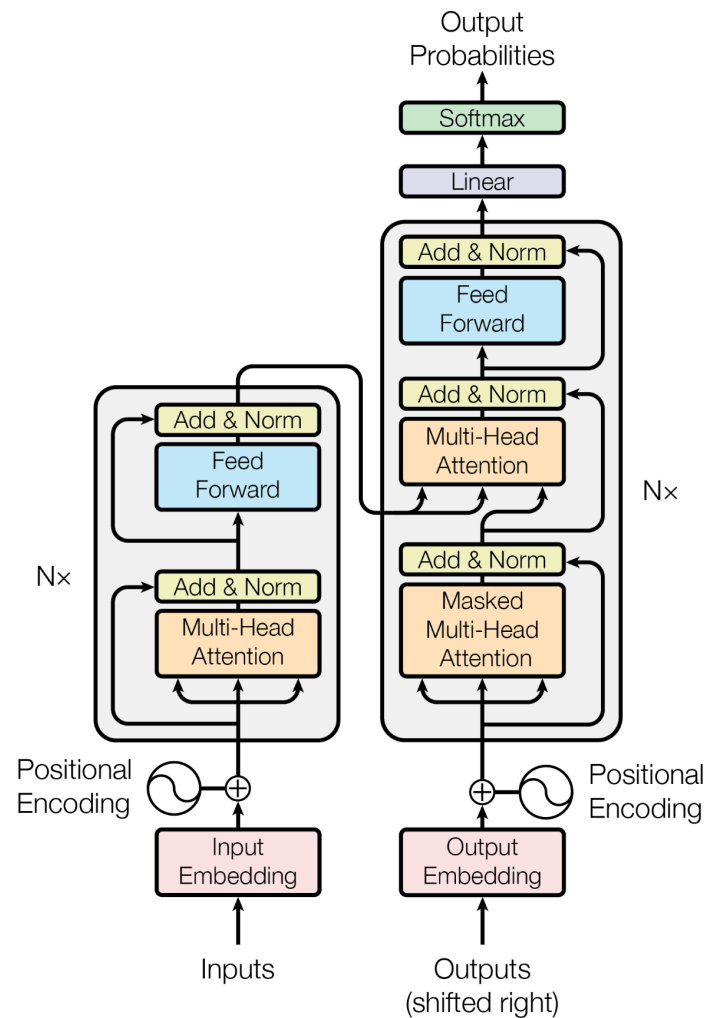 Output
Probabilities
Softmax
Linear
Add & Norm
Feed
Forward
Add & Norm
Multi-Head
Attention
Add & Norm
Masked
Multi-Head
Attention
N×
Add & Norm
Feed
Forward
Add & Norm
Multi-Head
Attention
N×
Positional
Encoding
Positional
Encoding
Input
Embedding
Output
Embedding
Inputs
Outputs
(shifted right)